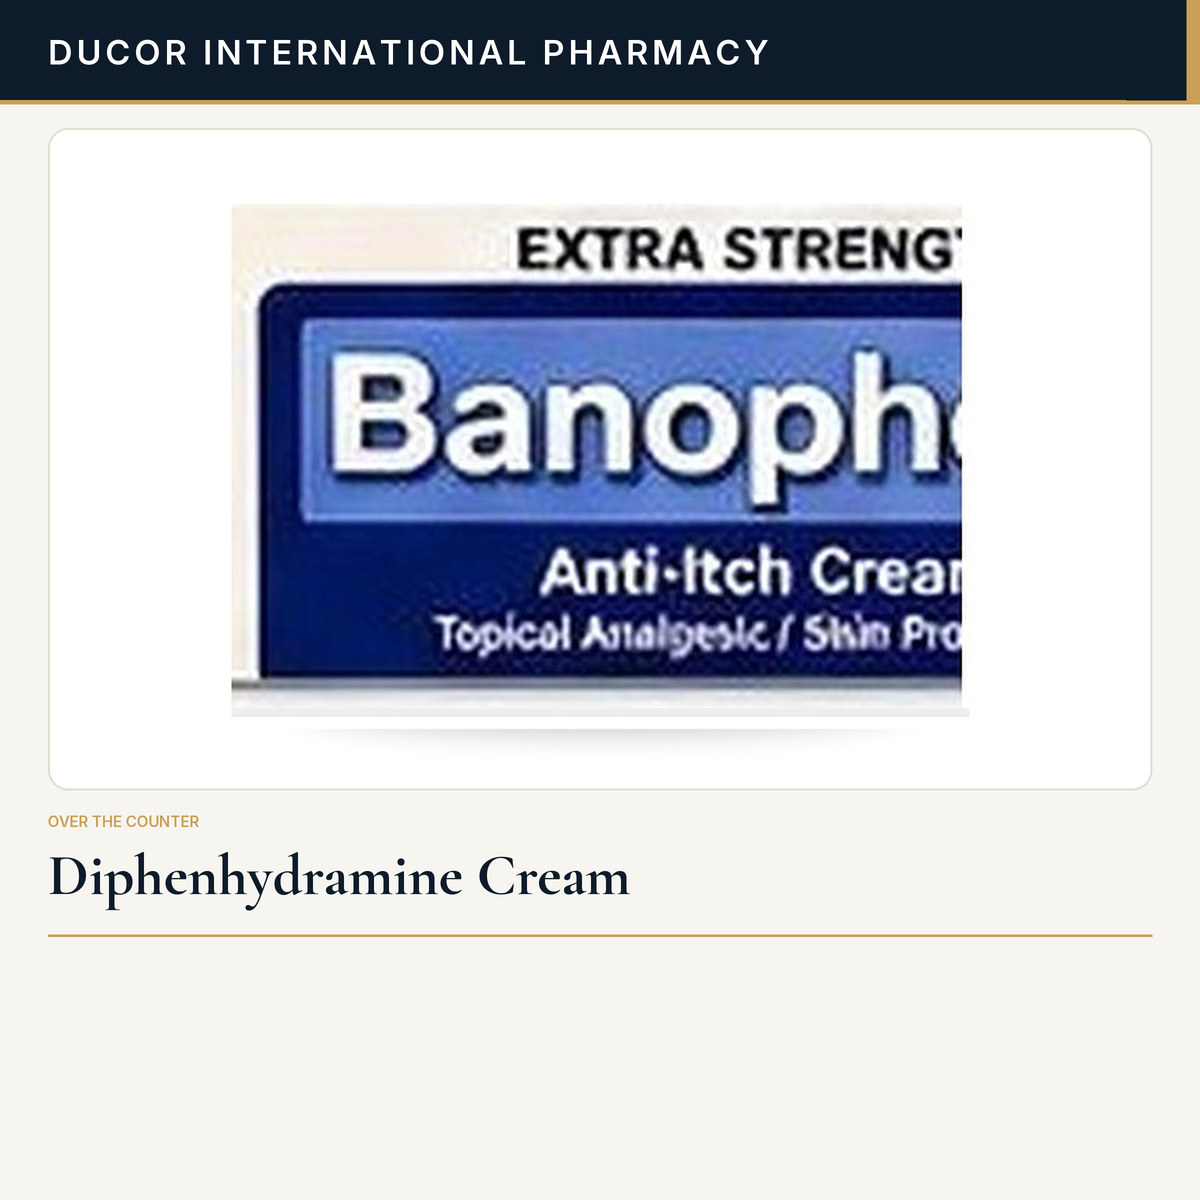 DUCOR INTERNATIONAL PHARMACY
EXTRA STRENG
Banoph
Anti-Itch Crea
Topical Analgesic / Skin Pro
OVER THE COUNTER
Diphenhydramine Cream